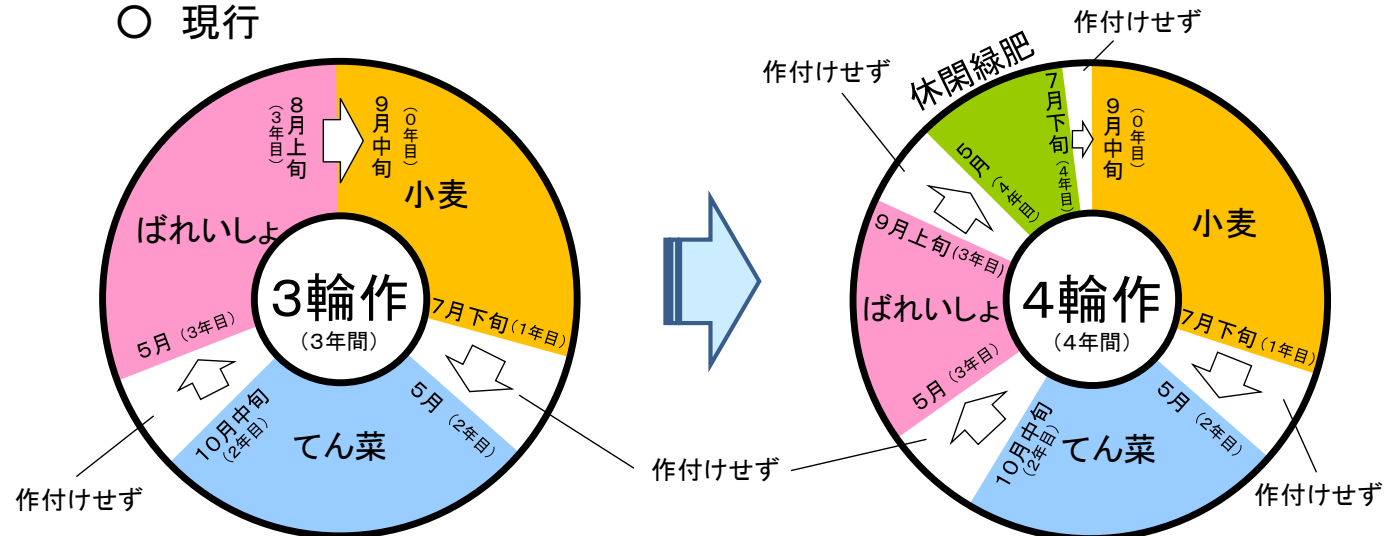 ○ 現行
8月上旬
(3年目)
9月中旬
(0年目)
小麦
ばれいしょ
3輪作
(3年間)
7月下旬(1年目)
5月(3年目)
5月(2年目)
10月中旬
(2年目)
てん菜
作付けせず
作付けせず
作付けせず
作付けせず
休閑緑肥
7月下旬(4年目)
9月中旬
(0年目)
5月(4年目)
小麦
9月上旬(3年目)
ばれいしょ
4輪作
(4年間)
7月下旬(1年目)
5月(3年目)
5月(2年目)
10月中旬
(2年目)
てん菜
作付けせず